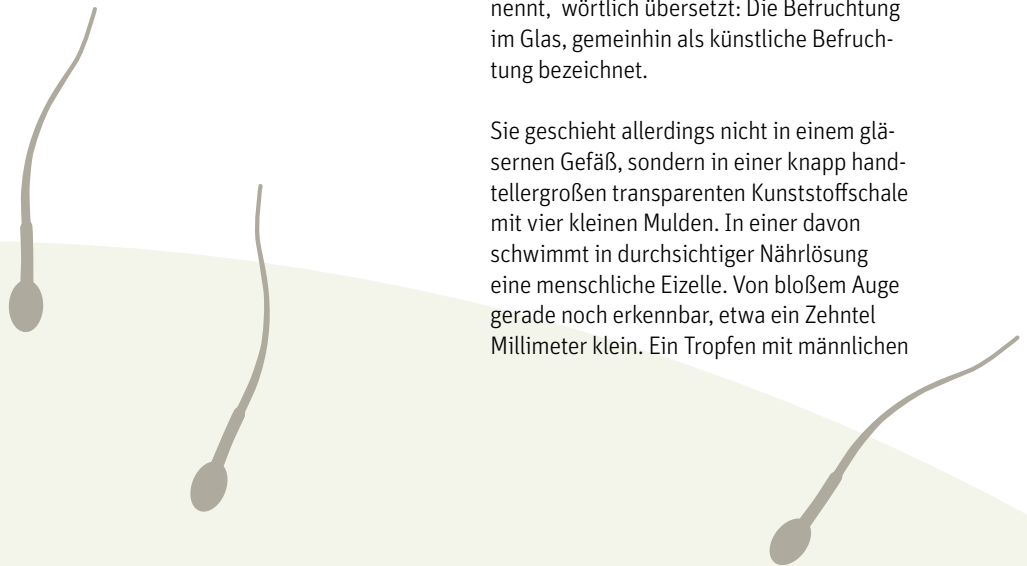 nennt, wörtlich übersetzt: Die Befruchtung
im Glas, gemeinhin als künstliche Befruch-
tung bezeichnet.
Sie geschieht allerdings nicht in einem glä-
sernen Gefäß, sondern in einer knapp hand-
tellergroßen transparenten Kunststoffschale
mit vier kleinen Mulden. In einer davon
schwimmt in durchsichtiger Nährlösung
eine menschliche Eizelle. Von bloßem Auge
gerade noch erkennbar, etwa ein Zehntel
Millimeter klein. Ein Tropfen mit männlichen